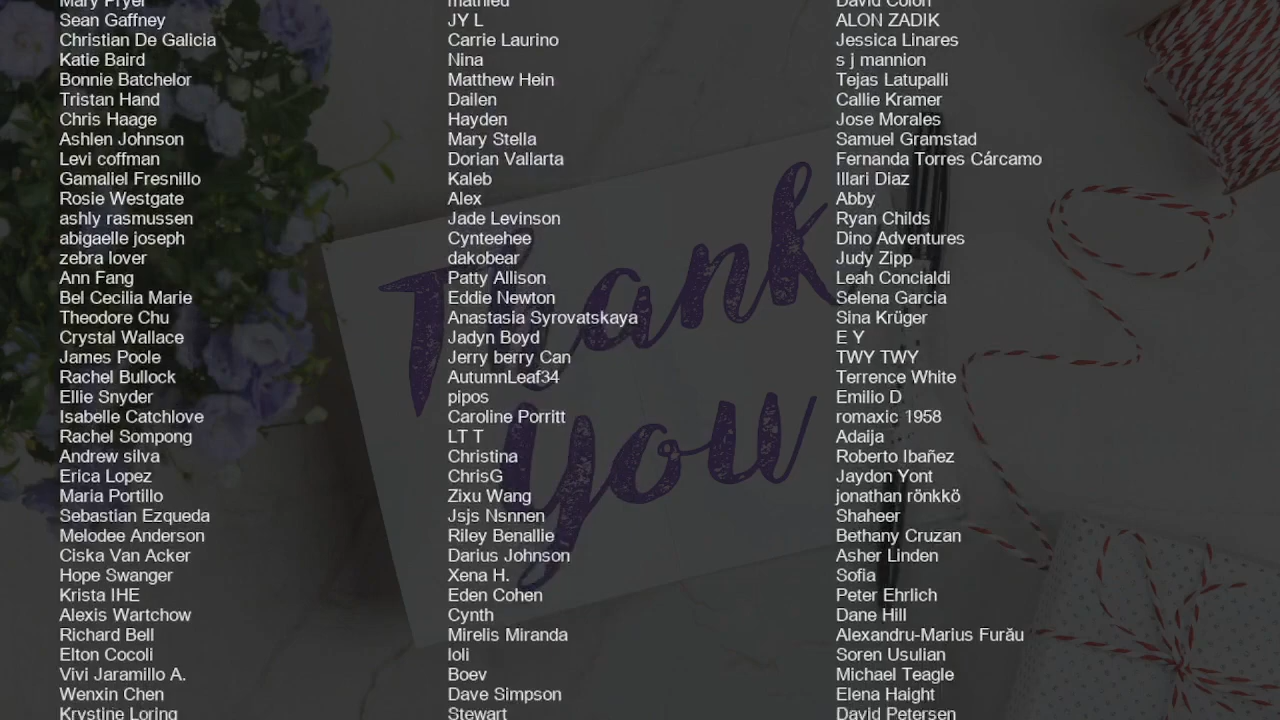 Mary Pryer
Sean Gaffney
Christian De Galicia
Katie Baird
Bonnie Batchelor
Tristan Hand
Chris Haage
Ashlen Johnson
Levi coffman
Gamaliel Fresnillo
Rosie Westgate
ashly rasmussen
abigaelle joseph
zebra lover
Ann Fang
Bel Cecilia Marie
Theodore Chu
Crystal Wallace
James Poole
Rachel Bullock
Ellie Snyder
Isabelle Catchlove
Rachel Sompong
Andrew silva
Erica Lopez
Maria Portillo
Sebastian Ezqueda
Melodee Anderson
Ciska Van Acker
Hope Swanger
Krista IHE
Alexis Wartchow
Richard Bell
Elton Cocoli
Vivi Jaramillo A.
Wenxin Chen
Krystine Loring
mathied
JY L
Carrie Laurino
Nina
Matthew Hein
Dailen
Hayden
Mary Stella
Dorian Vallarta
Kaleb
Alex
Jade Levinson
Cynteehee
dakobear
Patty Allison
Eddie Newton
Anastasia Syrovatskaya
Jadyn Boyd
Jerry berry Can
AutumnLeaf34
pipos
Caroline Porritt
LT T
Christina
ChrisG
Zixu Wang
Jsjs Nsnnen
Riley Benallie
Darius Johnson
Xena H.
Eden Cohen
Cynth
Mirelis Miranda
loli
Boev
Dave Simpson
Stewart
David Colon
ALON ZADIK
Jessica Linares
s j mannion
Tejas Latupalli
Callie Kramer
Jose Morales
Samuel Gramstad
Fernanda Torres Cárcamo
Illari Diaz
Abby
Ryan Childs
Dino Adventures
Judy Zipp
Leah Concialdi
Selena Garcia
Sina Krüger
E Y
TWY TWY
Terrence White
Emilio D
romaxic 1958
Adaija
Roberto Ibañez
Jaydon Yont
jonathan rönkkö
Shaheer
Bethany Cruzan
Asher Linden
Sofia
Peter Ehrlich
Dane Hill
Alexandru-Marius Furău
Soren Usulian
Michael Teagle
Elena Haight
David Petersen
Thank
you